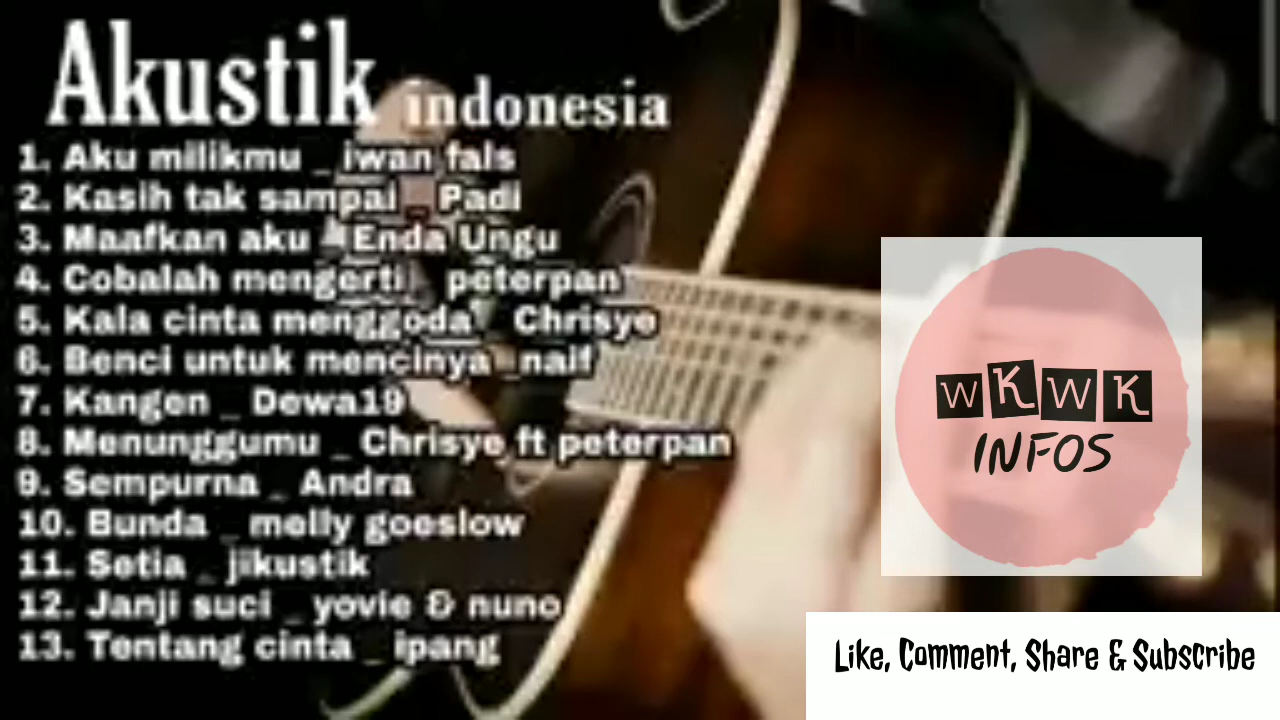 Akustik indonesia
1. Aku milikmu _ iwan fals
2. Kasih tak sampai _ Padi
3. Maafkan aku _ Enda Ungu
4. Cobalah mengerti _ peterpan
5. Kala cinta menggoda _ Chrisye
6. Benci untuk mencinya _ naif
7. Kangen _ Dewa19
8. Menunggumu _ Chrisye ft peterpan
9. Sempurna _ Andra
10. Bunda _ melly goeslow
11. Setia _ jikustik
12. Janji suci _ yovie & nuno
13. Tentang cinta _ ipang
WKWK
INFOS
Like, Comment, Share & Subscribe